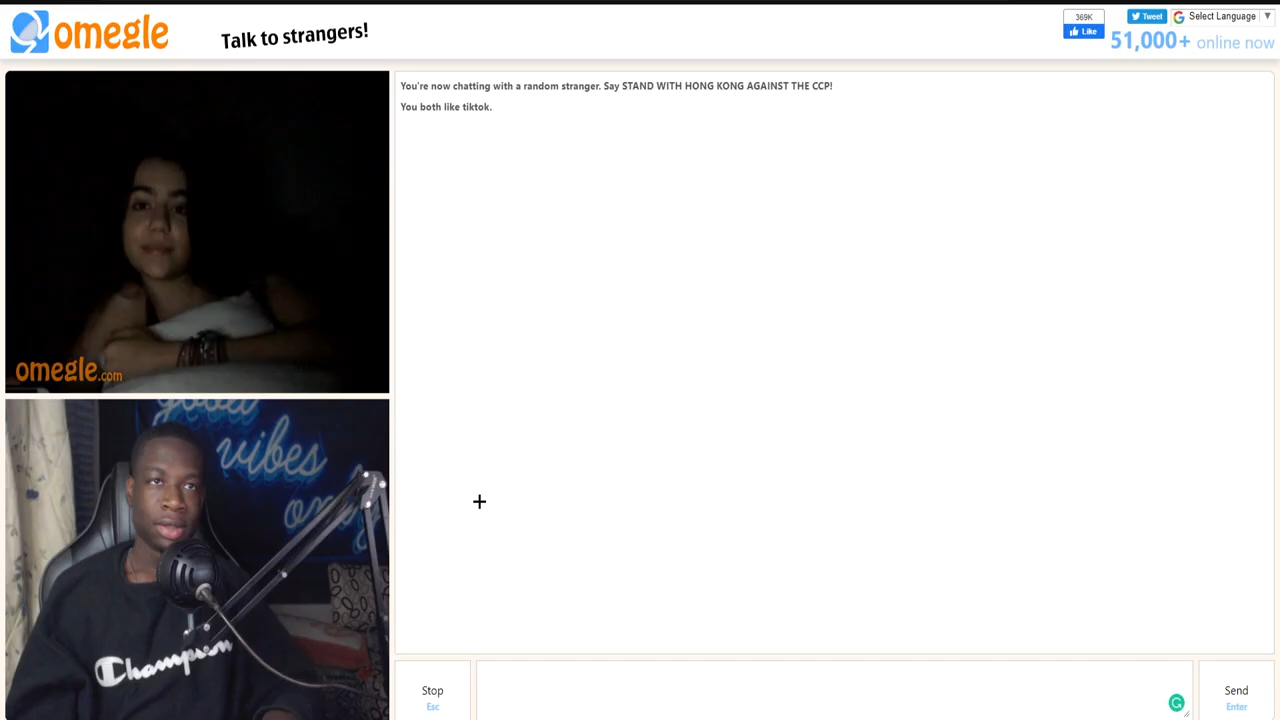 omegle
Talk to strangers!
369K
Like
Tweet
Select Language ▼
51,000+ online now
You're now chatting with a random stranger. Say STAND WITH HONG KONG AGAINST THE CCP!
You both like tiktok.
omegle.com
good
vibes
Champion
Stop
Esc
Send
Enter